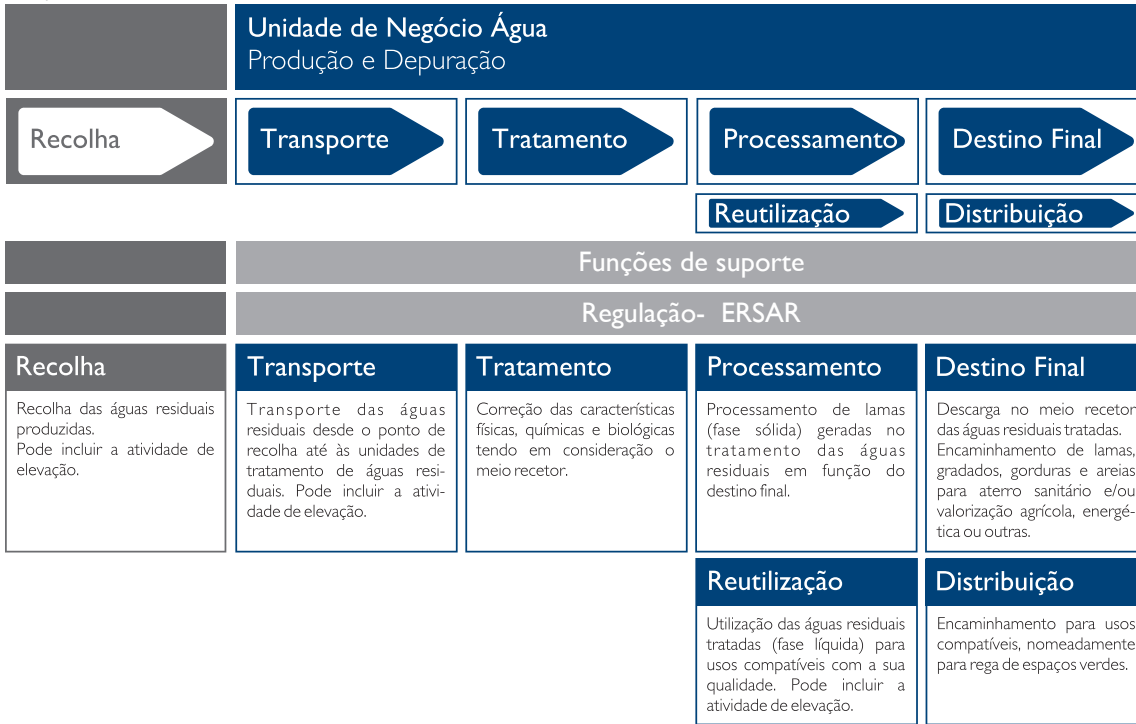 Unidade de Negócio Água
Produção e Depuração
Recolha
Transporte
Tratamento
Processamento
Destino Final
Reutilização
Distribuição
Funções de suporte
Regulação- ERSAR
Recolha
Recolha das águas residuais
produzidas.
Pode incluir a atividade de
elevação.
Transporte
Transporte das águas
residuais desde o ponto de
recolha até às unidades de
tratamento de águas resi-
duais. Pode incluir a ativi-
dade de elevação.
Tratamento
Correção das características
físicas, químicas e biológicas
tendo em consideração o
meio recetor.
Processamento
Processamento de lamas
(fase sólida) geradas no
tratamento das águas
residuais em função do
destino final.
Destino Final
Descarga no meio recetor
das águas residuais tratadas.
Encaminhamento de lamas,
gradados, gorduras e areias
para aterro sanitário e/ou
valorização agrícola, energé-
tica ou outras.
Reutilização
Utilização das águas residuais
tratadas (fase líquida) para
usos compatíveis com a sua
qualidade. Pode incluir a
atividade de elevação.
Distribuição
Encaminhamento para usos
compatíveis, nomeadamente
para rega de espaços verdes.